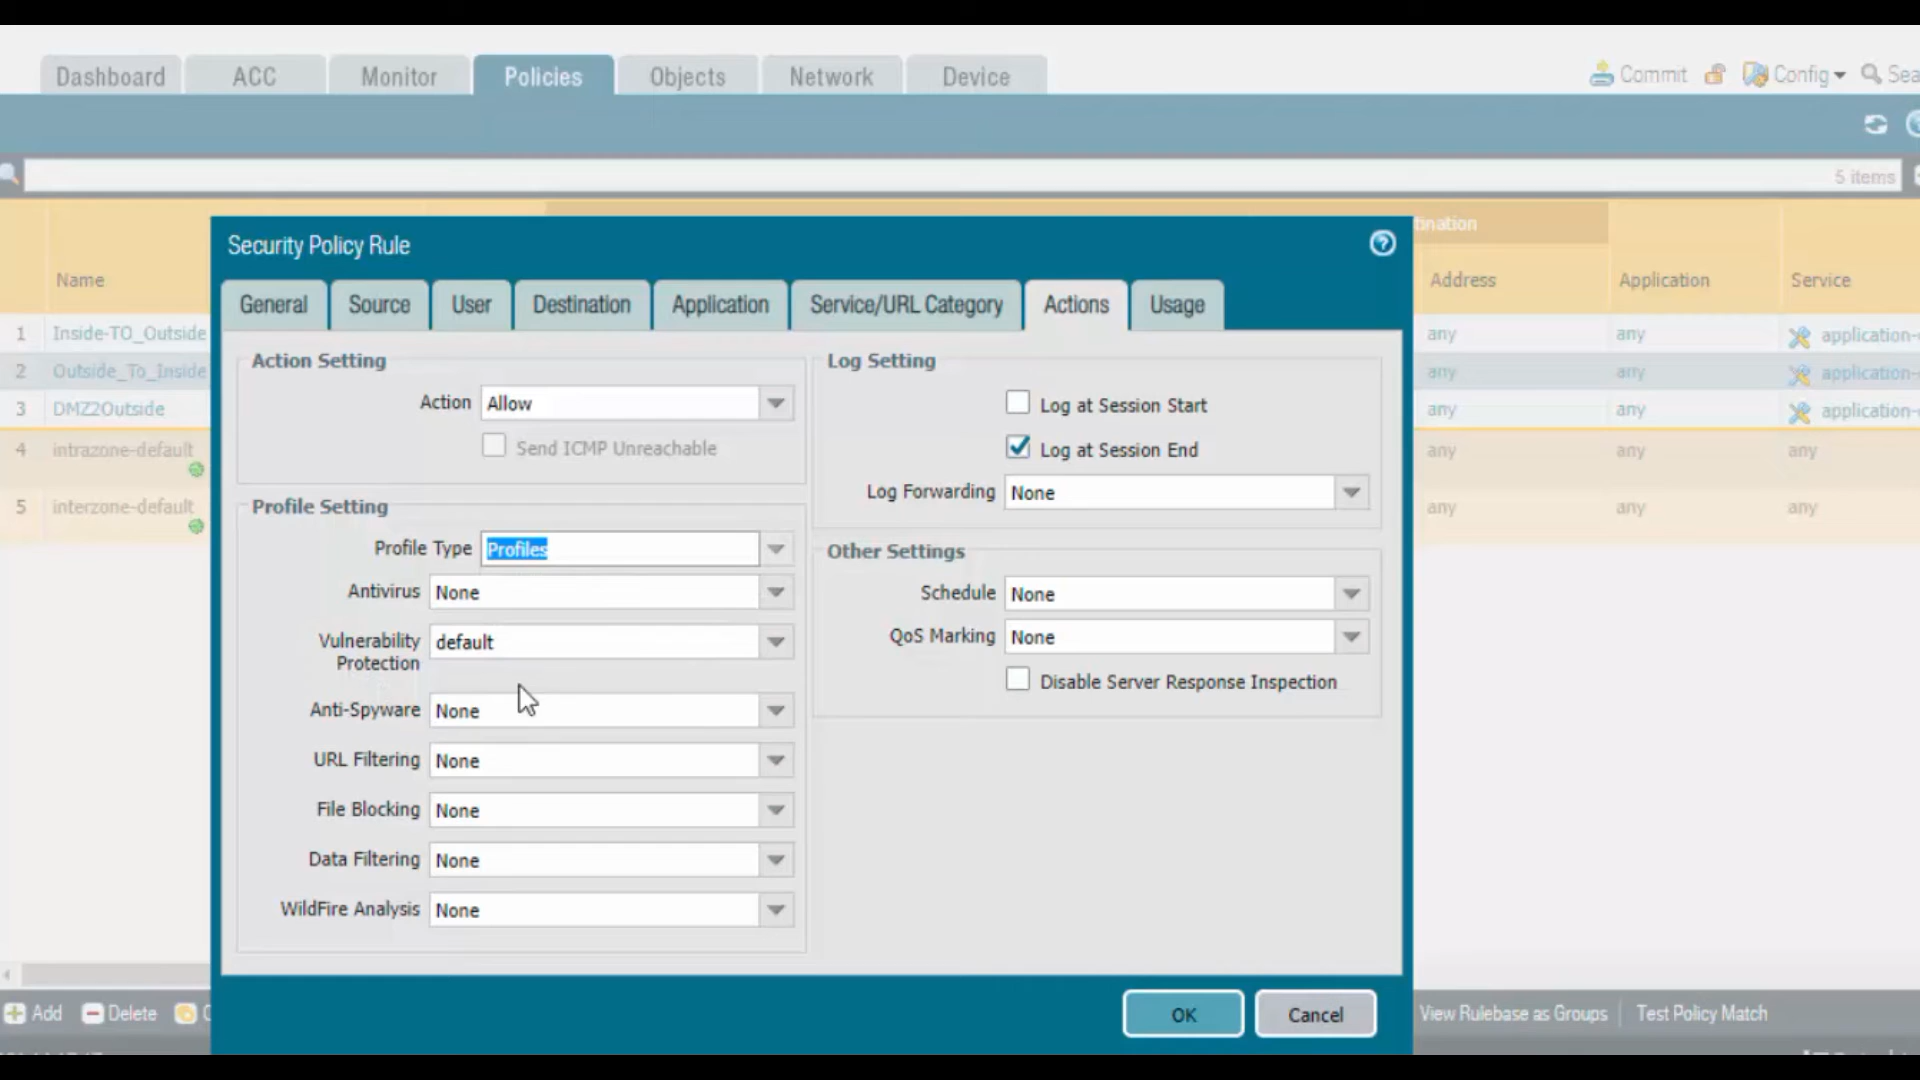 Dashboard ACC Monitor Policies Objects Network Device Commit Config
5 items
Security Policy Rule
Name Address Application Service
General Source User Destination Application Service/URL Category Actions Usage
1 Inside-TO_Outside any any
2 Outside_To_Inside any any
3 DMZ2Outside any any
4 intrazone-default any any any
5 interzone-default any any any
Action Setting
Action Allow
Send ICMP Unreachable
Profile Setting
Profile Type Profiles
Antivirus None
Vulnerability
Protection default
Anti-Spyware None
URL Filtering None
File Blocking None
Data Filtering None
WildFire Analysis None
Log Setting
Log at Session Start
Log at Session End
Log Forwarding None
Other Settings
Schedule None
QoS Marking None
Disable Server Response Inspection
OK Cancel
Add Delete View Rulebase as Groups Test Policy Match